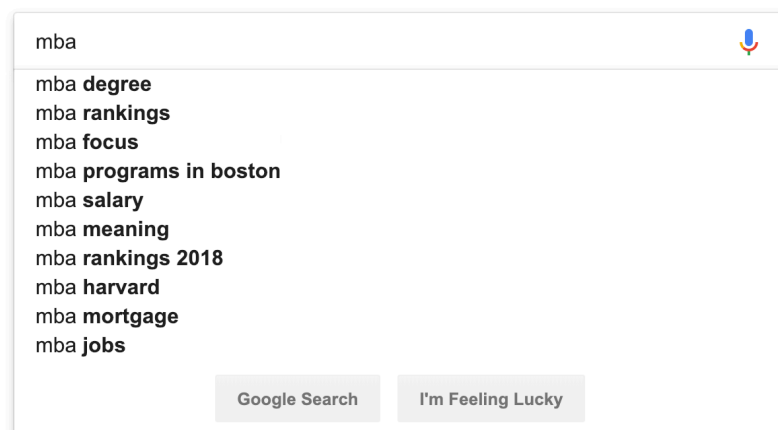 mba
mba degree
mba rankings
mba focus
mba programs in boston
mba salary
mba meaning
mba rankings 2018
mba harvard
mba mortgage
mba jobs
Google Search I'm Feeling Lucky